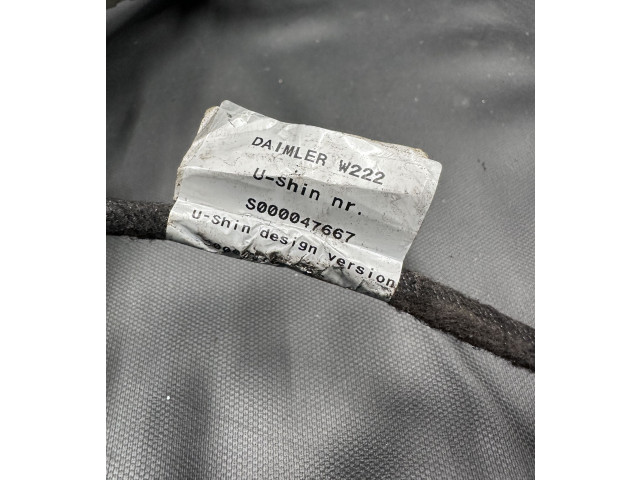 DAIMLER W222
U-Shin nr.
S000047667
U-Shin design version